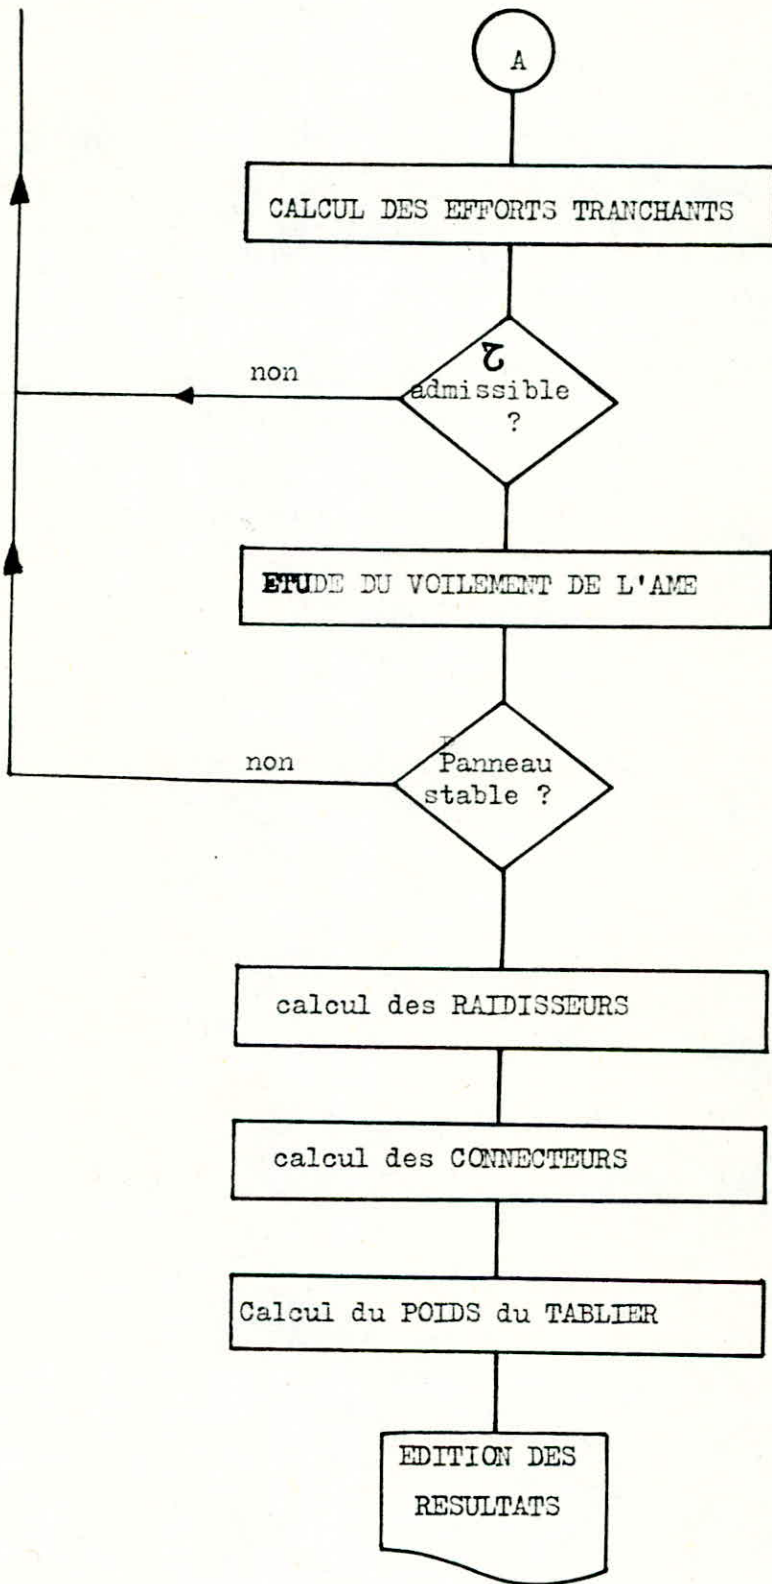 A
CALCUL DES EFFORTS TRANCHANTS
non
τ
admissible
?
ETUDE DU VOILEMENT DE L'AME
non
Panneau
stable ?
calcul des RAIDISSEURS
calcul des CONNECTEURS
Calcul du POIDS du TABLIER
EDITION DES
RESULTATS